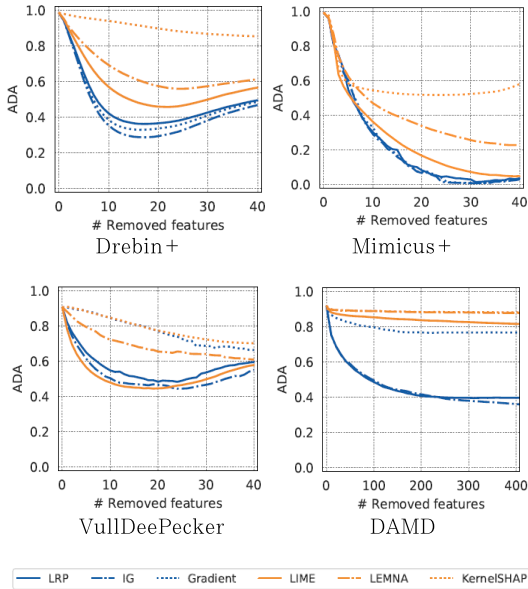 1.0
0.8
0.6
0.4
0.2
0.0
ADA
0 10 20 30 40
# Removed features
Drebin+
1.0
0.8
0.6
0.4
0.2
0.0
ADA
0 10 20 30 40
# Removed features
Mimicus+
1.0
0.8
0.6
0.4
0.2
0.0
ADA
0 10 20 30 40
# Removed features
VullDeePecker
1.0
0.8
0.6
0.4
0.2
0.0
ADA
0 100 200 300 400
# Removed features
DAMD
LRP IG Gradient LIME LEMNA KernelSHAP